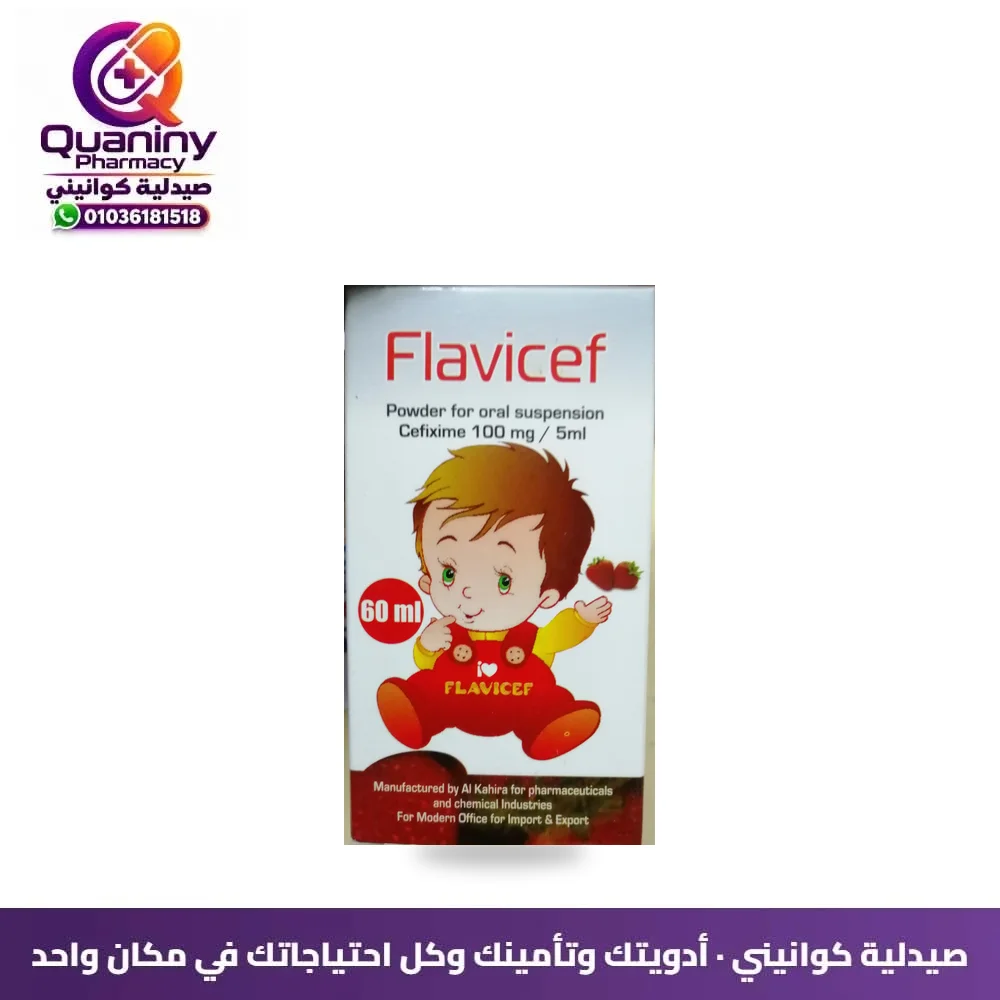 Quaniny
Pharmacy
صيدلية كوانيني
01036181518
Flavicef
Powder for oral suspension
Cefixime 100 mg / 5ml
60 ml
i
FLAVICEF
Manufactured by Al Kahira for pharmaceuticals
and chemical Industries
For Modern Office for Import & Export
صيدلية كوانيني · أدويتك وتأمينك وكل احتياجاتك في مكان واحد